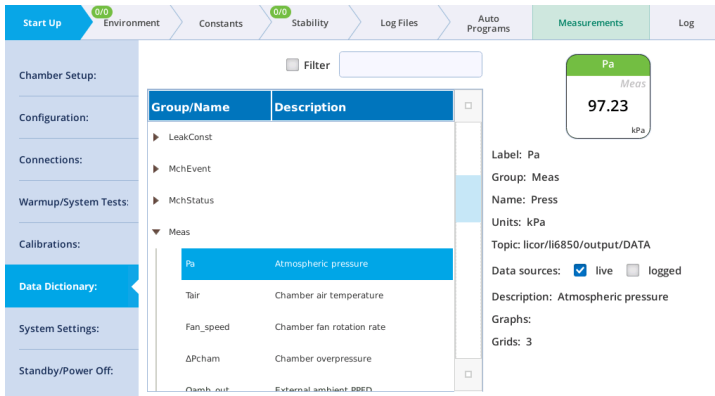 Start Up
0/0
Environment
Constants
0/0
Stability
Log Files
Auto
Programs
Measurements
Log
Chamber Setup:
Configuration:
Connections:
Warmup/System Tests:
Calibrations:
Data Dictionary:
System Settings:
Standby/Power Off:
Filter
Group/Name Description
LeakConst
MchEvent
MchStatus
Meas
Pa Atmospheric pressure
Tair Chamber air temperature
Fan_speed Chamber fan rotation rate
ΔPcham Chamber overpressure
Qamb_out External ambient PPFD
Pa
Meas
97.23
kPa
Label: Pa
Group: Meas
Name: Press
Units: kPa
Topic: licor/li6850/output/DATA
Data sources: live logged
Description: Atmospheric pressure
Graphs:
Grids: 3